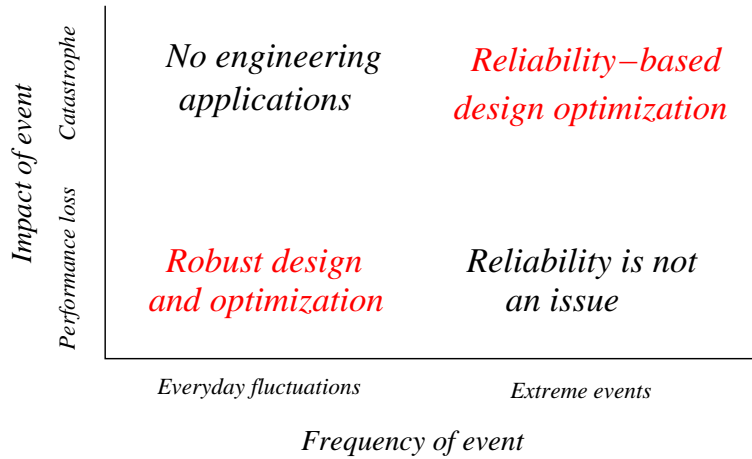 Impact of event
Catastrophe
Performance loss
No engineering
applications
Reliability−based
design optimization
Robust design
and optimization
Reliability is not
an issue
Everyday fluctuations
Extreme events
Frequency of event